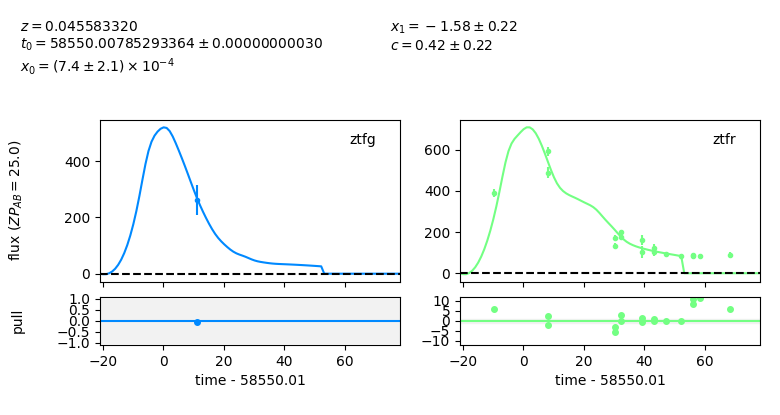 z = 0.045583320
t₀ = 58550.00785293364 ± 0.00000000030
x₀ = (7.4 ± 2.1) × 10⁻⁴
x₁ = −1.58 ± 0.22
c = 0.42 ± 0.22
flux (ZP_AB = 25.0)
ztfg
400
200
0
ztfr
600
400
200
0
pull
1.0
0.5
0.0
−0.5
−1.0
10
5
0
−5
−10
−20 0 20 40 60
−20 0 20 40 60
time - 58550.01
time - 58550.01